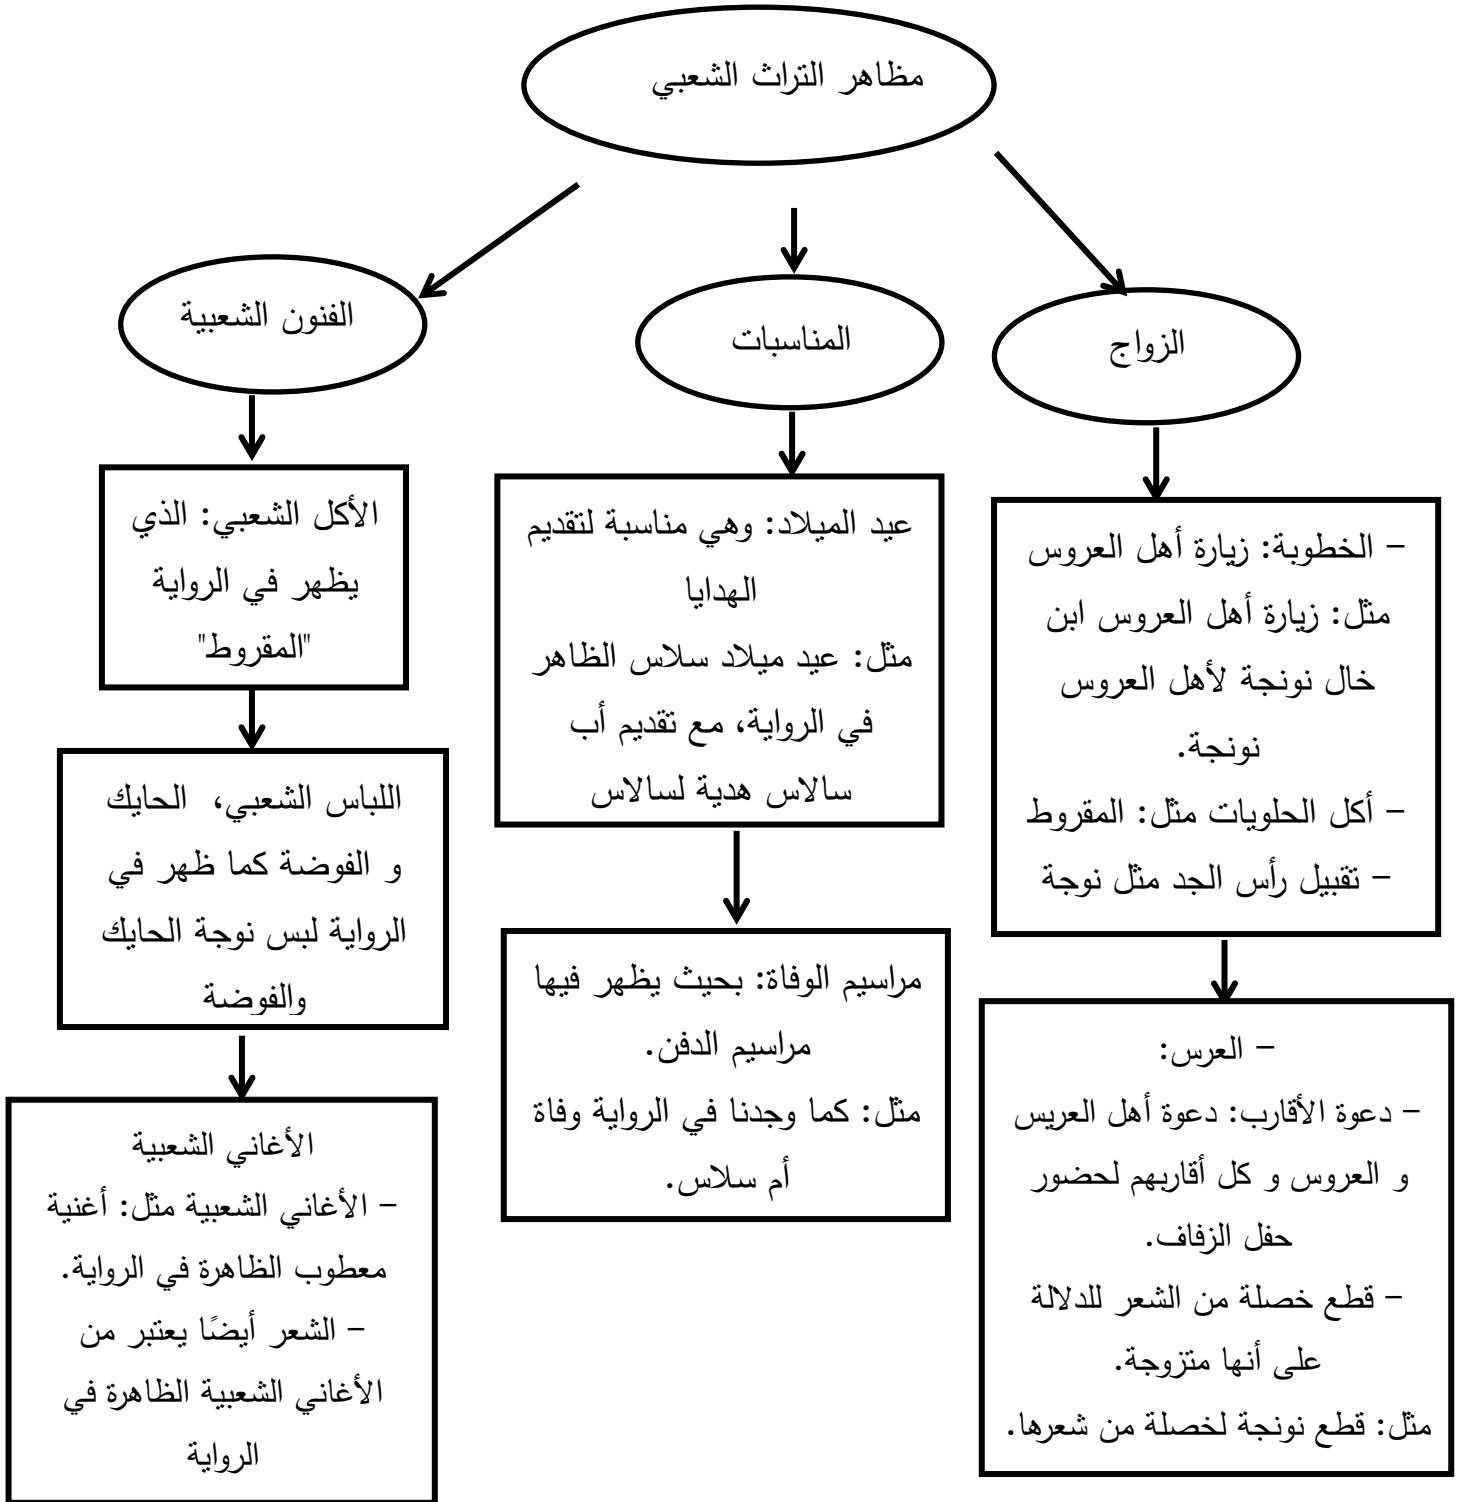 مظاهر التراث الشعبي
الزواج
– الخطوبة: زيارة أهل العروس
مثل: زيارة أهل العروس ابن
خال نونجة لأهل العروس
نونجة.
– أكل الحلويات مثل: المقروط
– تقبيل رأس الجد مثل نوجة
– العرس:
– دعوة الأقارب: دعوة أهل العريس
و العروس و كل أقاربهم لحضور
حفل الزفاف.
– قطع خصلة من الشعر للدلالة
على أنها متزوجة.
مثل: قطع نونجة لخصلة من شعرها.
المناسبات
عيد الميلاد: وهي مناسبة لتقديم
الهدايا
مثل: عيد ميلاد سلاس الظاهر
في الرواية، مع تقديم أب
سالاس هدية لسالاس
مراسيم الوفاة: بحيث يظهر فيها
مراسيم الدفن.
مثل: كما وجدنا في الرواية وفاة
أم سلاس.
الفنون الشعبية
الأكل الشعبي: الذي
يظهر في الرواية
"المقروط"
اللباس الشعبي، الحايك
و الفوضة كما ظهر في
الرواية لبس نوجة الحايك
والفوضة
الأغاني الشعبية
– الأغاني الشعبية مثل: أغنية
معطوب الظاهرة في الرواية.
– الشعر أيضًا يعتبر من
الأغاني الشعبية الظاهرة في
الرواية